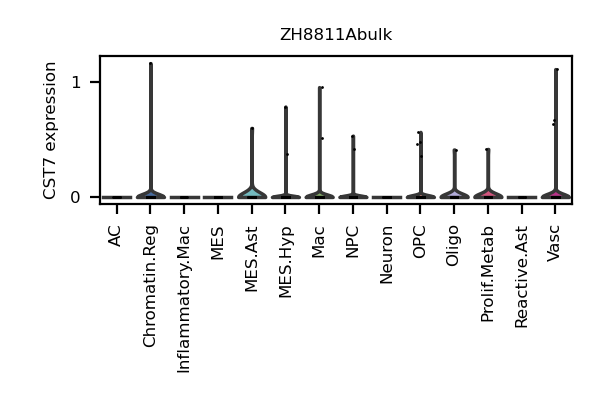 ZH8811Abulk
CST7 expression
1
0
AC
Chromatin.Reg
Inflammatory.Mac
MES
MES.Ast
MES.Hyp
Mac
NPC
Neuron
OPC
Oligo
Prolif.Metab
Reactive.Ast
Vasc